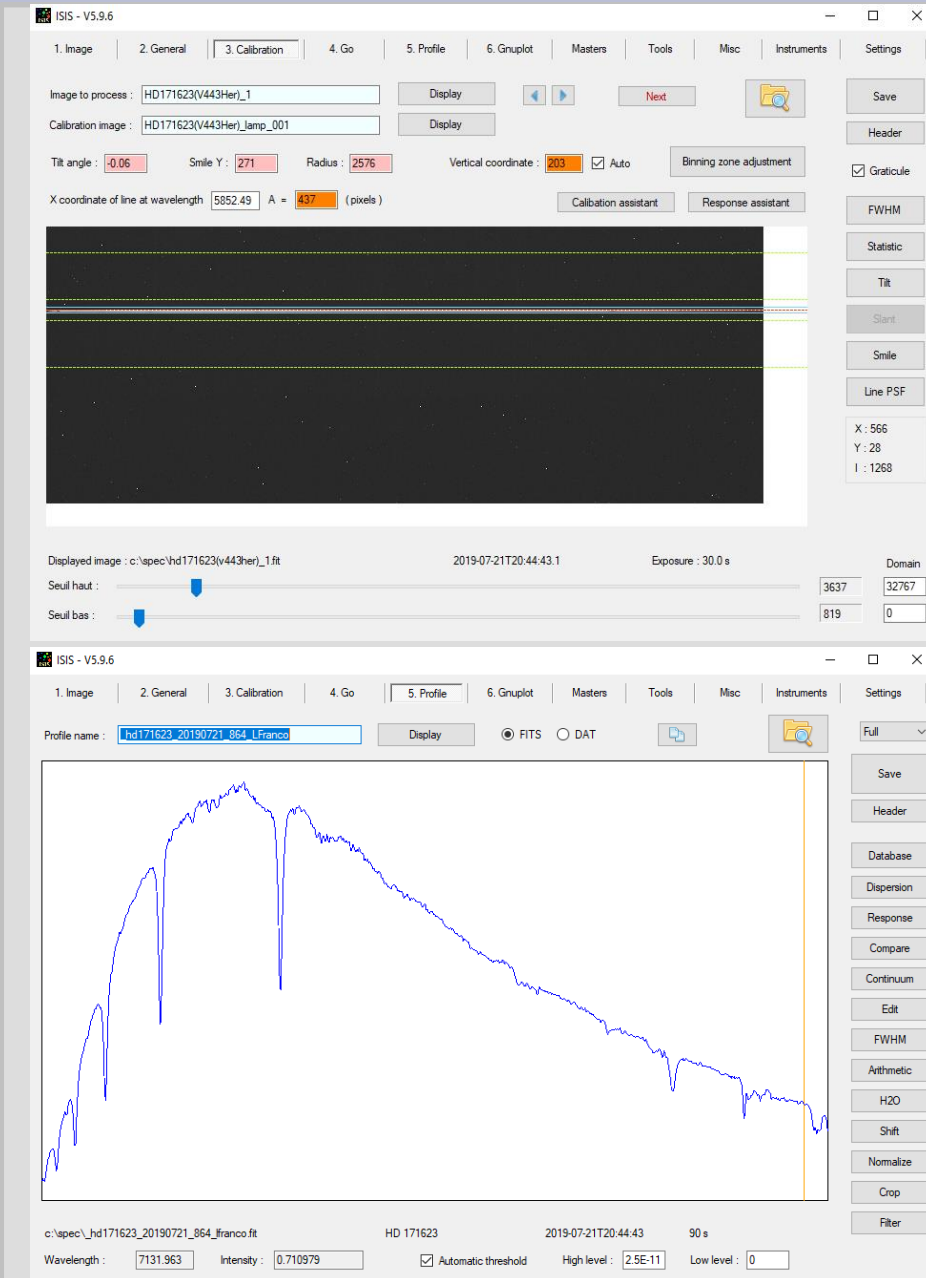 ISIS - V5.9.6
1. Image 2. General 3. Calibration 4. Go 5. Profile 6. Gnuplot Masters Tools Misc Instruments Settings
Image to process : HD171623(V443Her)_1 Display Next Save
Calibration image : HD171623(V443Her)_lamp_001 Display Header
Tilt angle : -0.06 Smile Y : 271 Radius : 2576 Vertical coordinate : 203 Auto Binning zone adjustment Graticule
X coordinate of line at wavelength 5852.49 A = 437 ( pixels ) Calibation assistant Response assistant FWHM
Statistic
Tilt
Slant
Smile
Line PSF
X : 566
Y : 28
I : 1268
Displayed image : c:\spec\hd171623(v443her)_1.fit 2019-07-21T20:44:43.1 Exposure : 30.0 s Domain
Seuil haut : 3637 32767
Seuil bas : 819 0
ISIS - V5.9.6
1. Image 2. General 3. Calibration 4. Go 5. Profile 6. Gnuplot Masters Tools Misc Instruments Settings
Profile name : _hd171623_20190721_864_LFranco Display FITS DAT Full
Save
Header
Database
Dispersion
Response
Compare
Continuum
Edit
FWHM
Arithmetic
H2O
Shift
Normalize
Crop
Filter
c:\spec\_hd171623_20190721_864_lfranco.fit HD 171623 2019-07-21T20:44:43 90 s
Wavelength : 7131.963 Intensity : 0.710979 Automatic threshold High level : 2.5E-11 Low level : 0